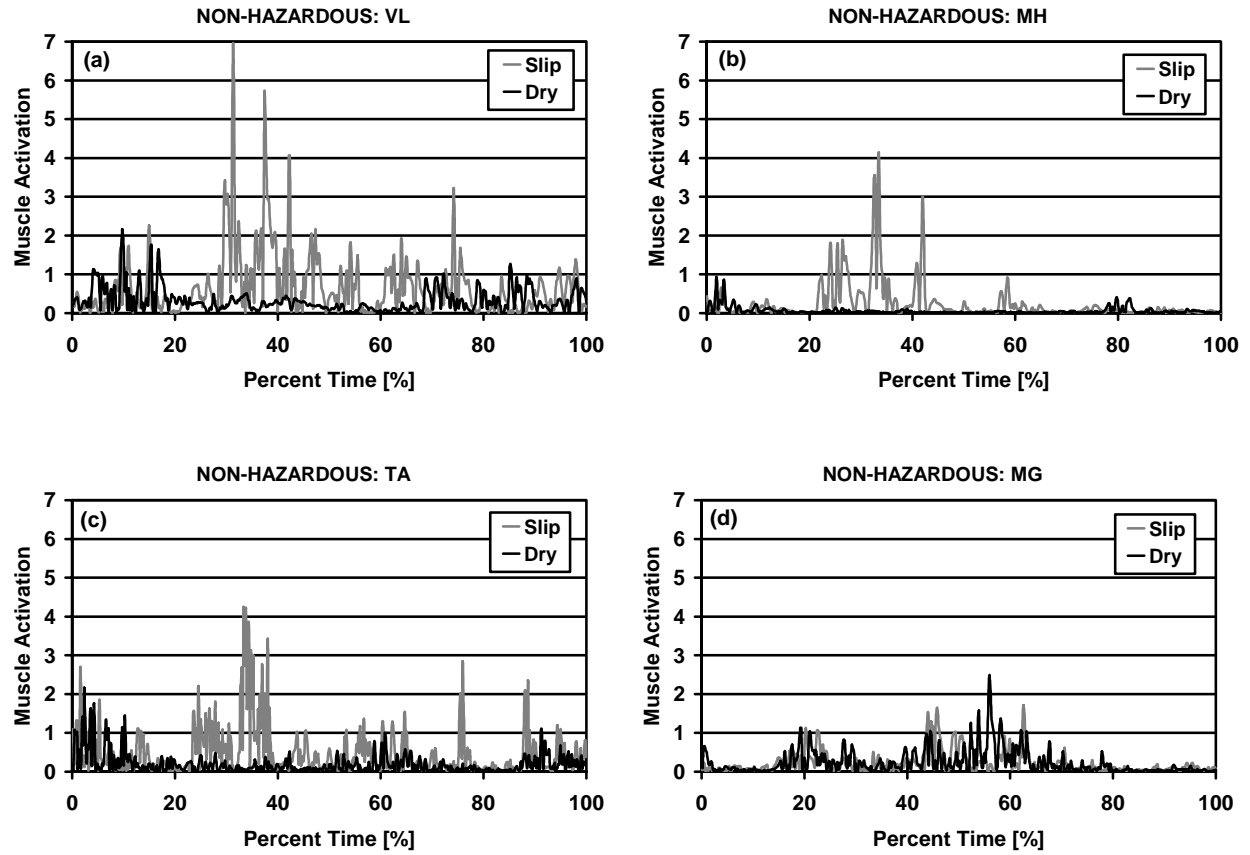 NON-HAZARDOUS: VL
(a)
Slip
Dry
Muscle Activation
7
6
5
4
3
2
1
0
0 20 40 60 80 100
Percent Time [%]
NON-HAZARDOUS: MH
(b)
Slip
Dry
Muscle Activation
7
6
5
4
3
2
1
0
0 20 40 60 80 100
Percent Time [%]
NON-HAZARDOUS: TA
(c)
Slip
Dry
Muscle Activation
7
6
5
4
3
2
1
0
0 20 40 60 80 100
Percent Time [%]
NON-HAZARDOUS: MG
(d)
Slip
Dry
Muscle Activation
7
6
5
4
3
2
1
0
0 20 40 60 80 100
Percent Time [%]